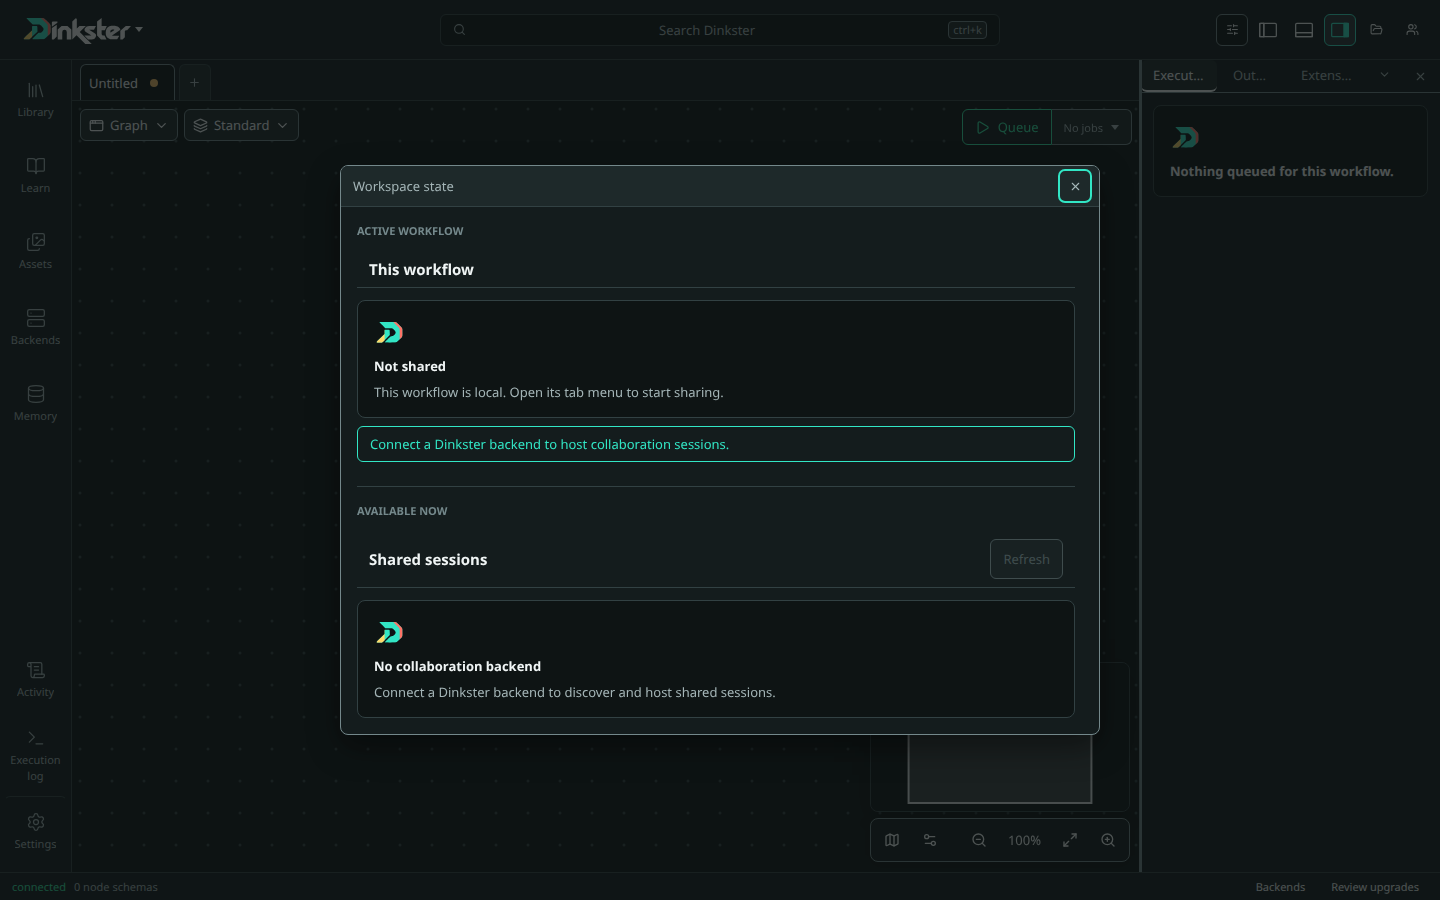 Dinkster
Search Dinkster
ctrl+k
Untitled
+
Execut...
Out...
Extens...
Library
Learn
Assets
Backends
Memory
Activity
Execution
log
Settings
Graph
Standard
Queue
No jobs
Nothing queued for this workflow.
Workspace state
ACTIVE WORKFLOW
This workflow
Not shared
This workflow is local. Open its tab menu to start sharing.
Connect a Dinkster backend to host collaboration sessions.
AVAILABLE NOW
Shared sessions
Refresh
No collaboration backend
Connect a Dinkster backend to discover and host shared sessions.
100%
connected
0 node schemas
Backends
Review upgrades